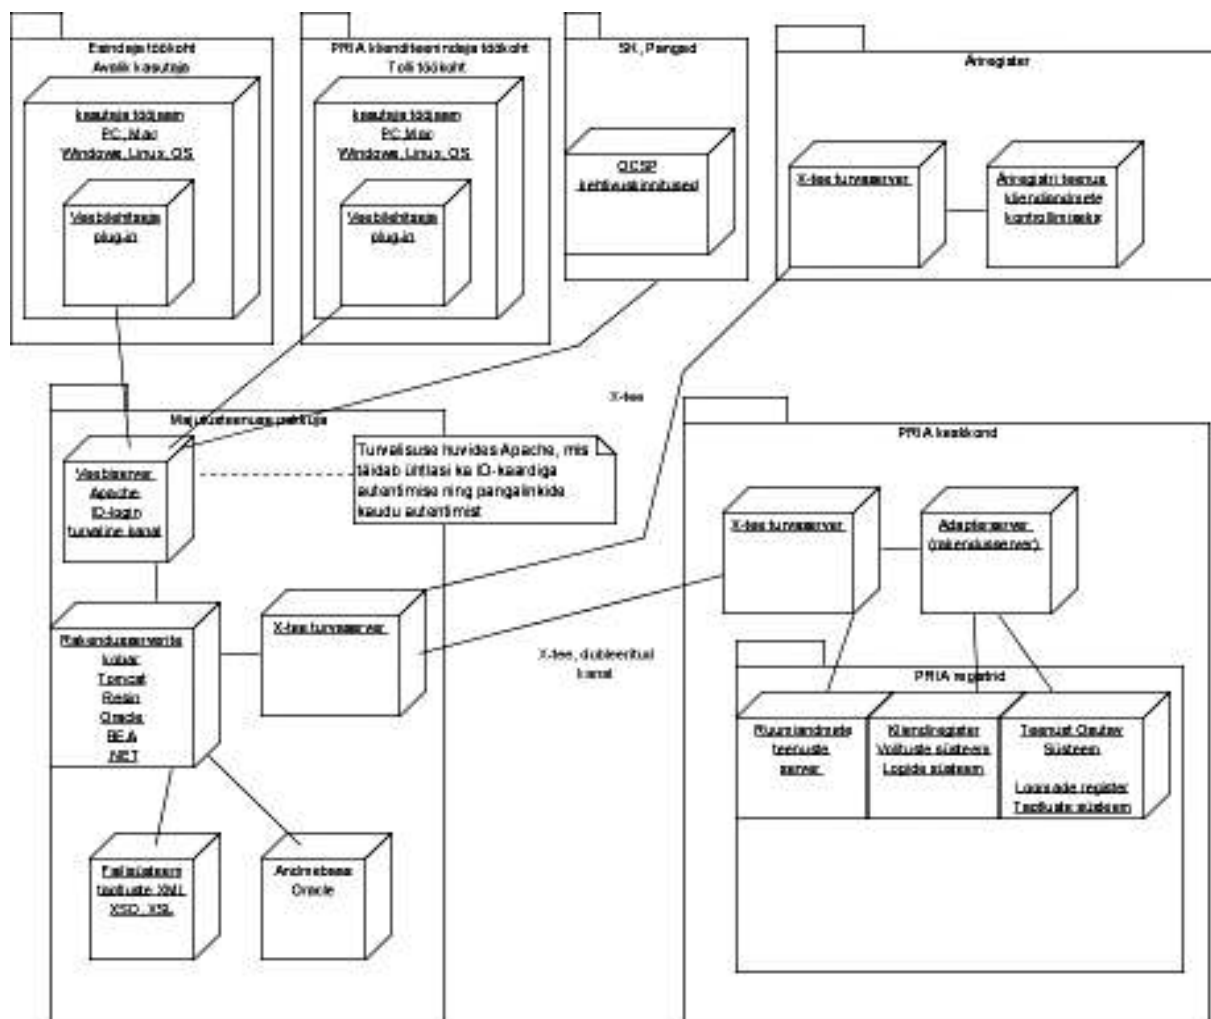 Esindaja töökoht
Avalik kasutaja
kasutaja tööjaam
PC, Mac
Windows, Linux, OS
Veebilehitseja
plug-in
PRIA klienditeenindaja töökoht
Tolli töökoht
kasutaja tööjaam
PC, Mac
Windows, Linux, OS
Veebilehitseja
plug-in
SK, Pangad
OCSP
kehtivuskinnitused
Äriregister
X-tee turvaserver
Äriregistri teenus
kliendiandmete
kontrollimiseks
X-tee
Majutusteenuse pakkuja
Veebiserver
Apache
ID-login
turvaline kanal
Turvalisuse huvides Apache, mis
täidab ühtlasi ka ID-kaardiga
autentimise ning pangalinkide
kaudu autentimist
Rakendusserverite
kobar
Tomcat
Resin
Oracle
BEA
.NET
X-tee turvaserver
X-tee, dubleeritud
kanal
Failisüsteem
taotluste XML,
XSD, XSL
Andmebaas
Oracle
PRIA keskkond
X-tee turvaserver
Adapterserver
(rakendusserver)
PRIA registrid
Ruumiandmete
teenuste
server
Kliendiregister
Volituste süsteem
Logide süsteem
Teenust Osutav
Süsteem
Loomade register
Taotluste süsteem